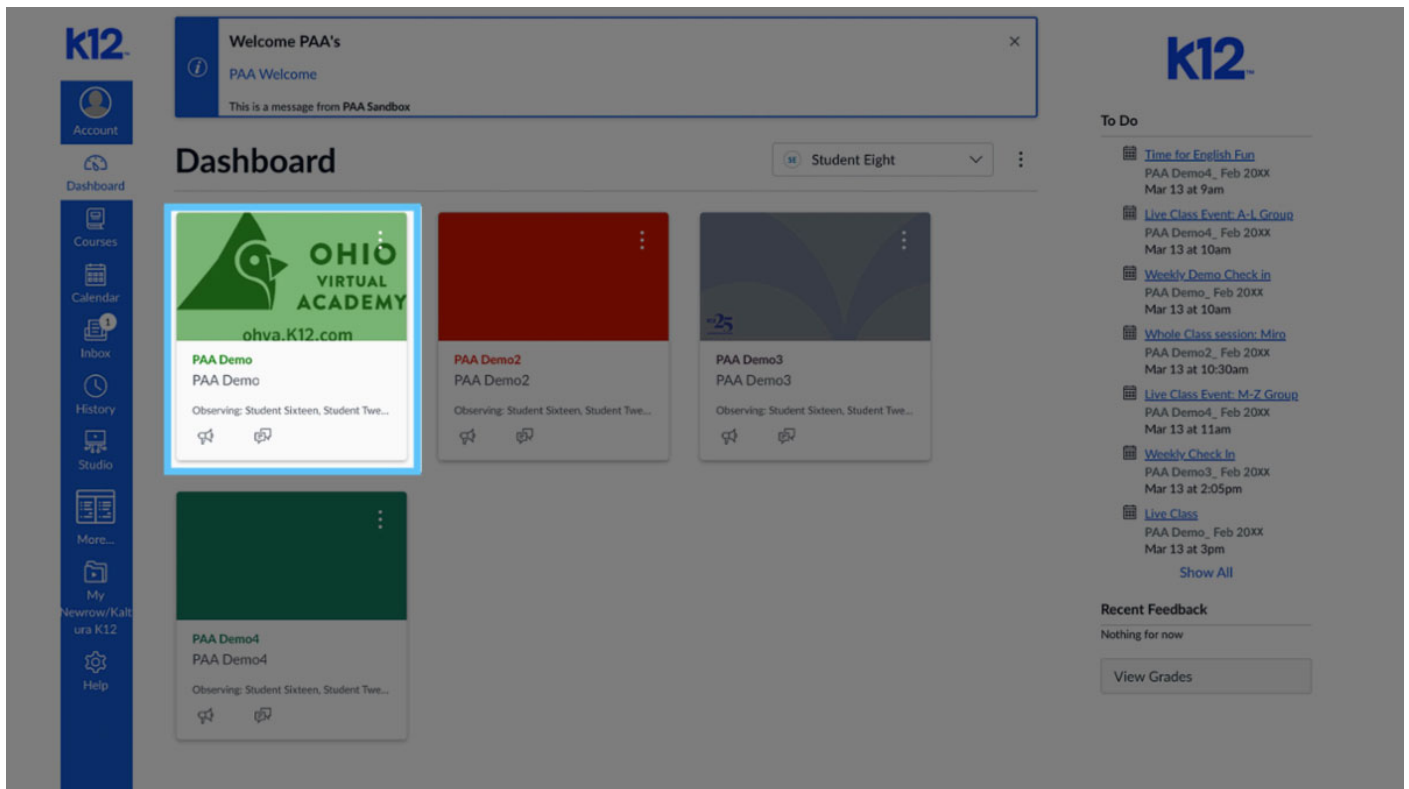 k12
Account
Dashboard
Courses
Calendar
1
Inbox
History
Studio
More...
My
Newrow/Kalt
ura K12
Help
Welcome PAA's
PAA Welcome
This is a message from PAA Sandbox
Dashboard
SE Student Eight
OHIO
VIRTUAL
ACADEMY
ohva.K12.com
PAA Demo
PAA Demo
Observing: Student Sixteen, Student Twe...
PAA Demo2
PAA Demo2
Observing: Student Sixteen, Student Twe...
25
PAA Demo3
PAA Demo3
Observing: Student Sixteen, Student Twe...
PAA Demo4
PAA Demo4
Observing: Student Sixteen, Student Twe...
k12
To Do
Time for English Fun
PAA Demo4_ Feb 20XX
Mar 13 at 9am
Live Class Event: A-L Group
PAA Demo4_ Feb 20XX
Mar 13 at 10am
Weekly Demo Check in
PAA Demo_ Feb 20XX
Mar 13 at 10am
Whole Class session: Miro
PAA Demo2_ Feb 20XX
Mar 13 at 10:30am
Live Class Event: M-Z Group
PAA Demo4_ Feb 20XX
Mar 13 at 11am
Weekly Check In
PAA Demo3_ Feb 20XX
Mar 13 at 2:05pm
Live Class
PAA Demo_ Feb 20XX
Mar 13 at 3pm
Show All
Recent Feedback
Nothing for now
View Grades